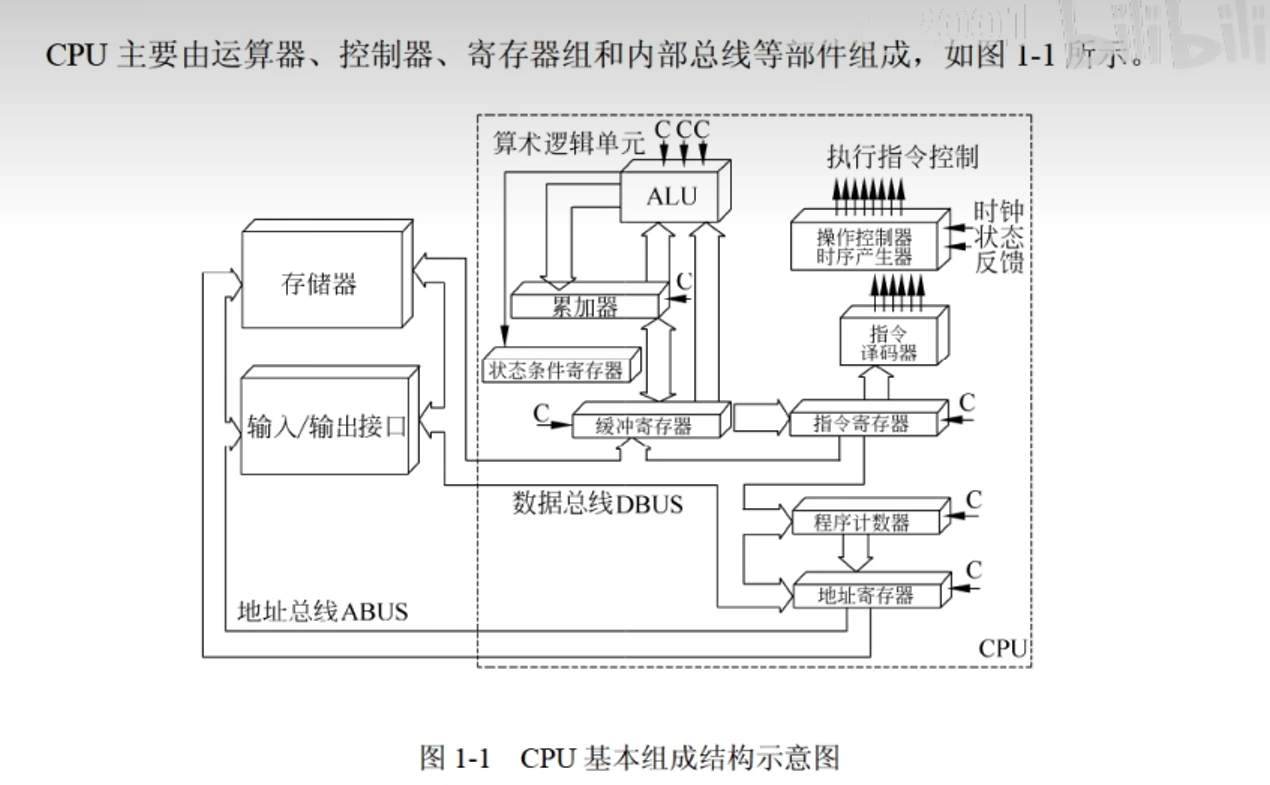 CPU 主要由运算器、控制器、寄存器组和内部总线等部件组成，如图 1-1 所示。
bilibili
算术逻辑单元
C CC
执行指令控制
ALU
操作控制器
时序产生器
时钟
状态
反馈
存储器
C
累加器
指令
译码器
状态条件寄存器
输入/输出接口
C
缓冲寄存器
指令寄存器
C
数据总线DBUS
程序计数器
C
地址寄存器
C
地址总线ABUS
CPU
图 1-1 CPU 基本组成结构示意图